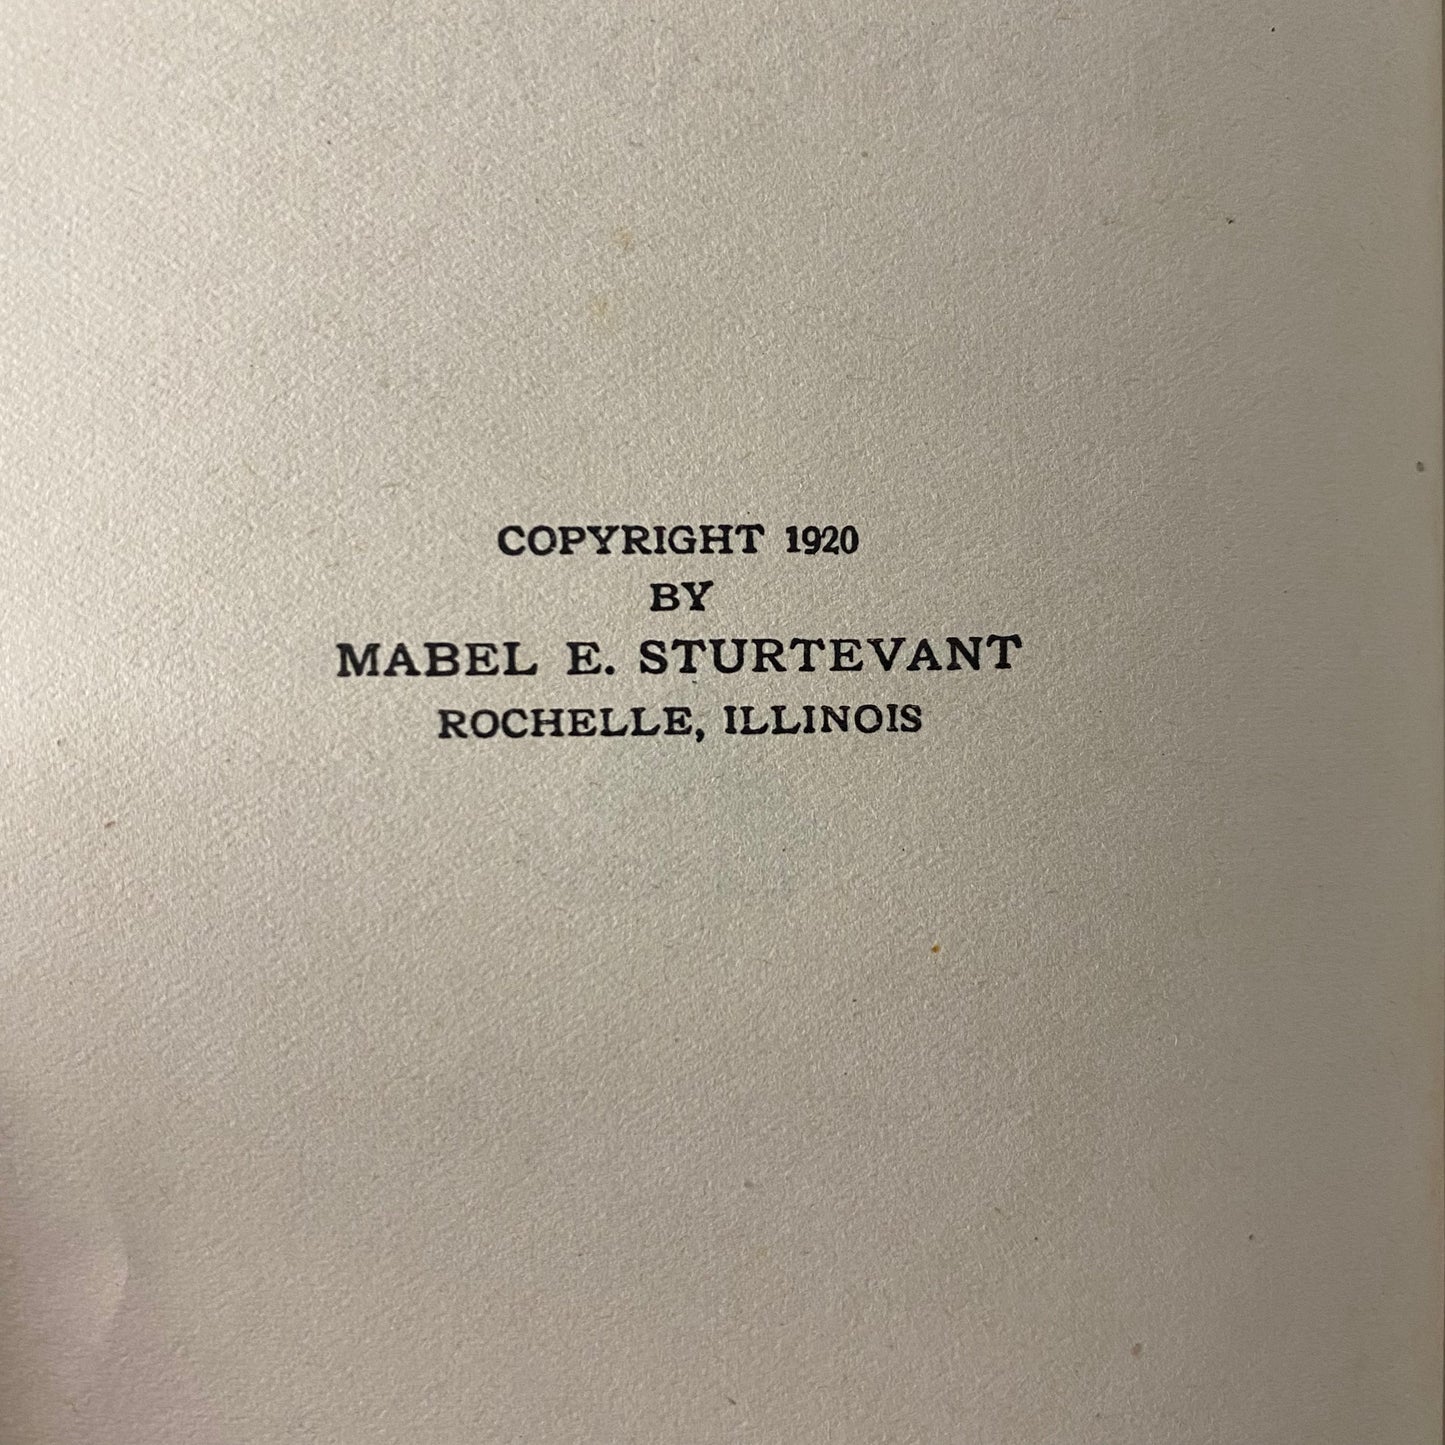 COPYRIGHT 1920
BY
MABEL E. STURTEVANT
ROCHELLE, ILLINOIS